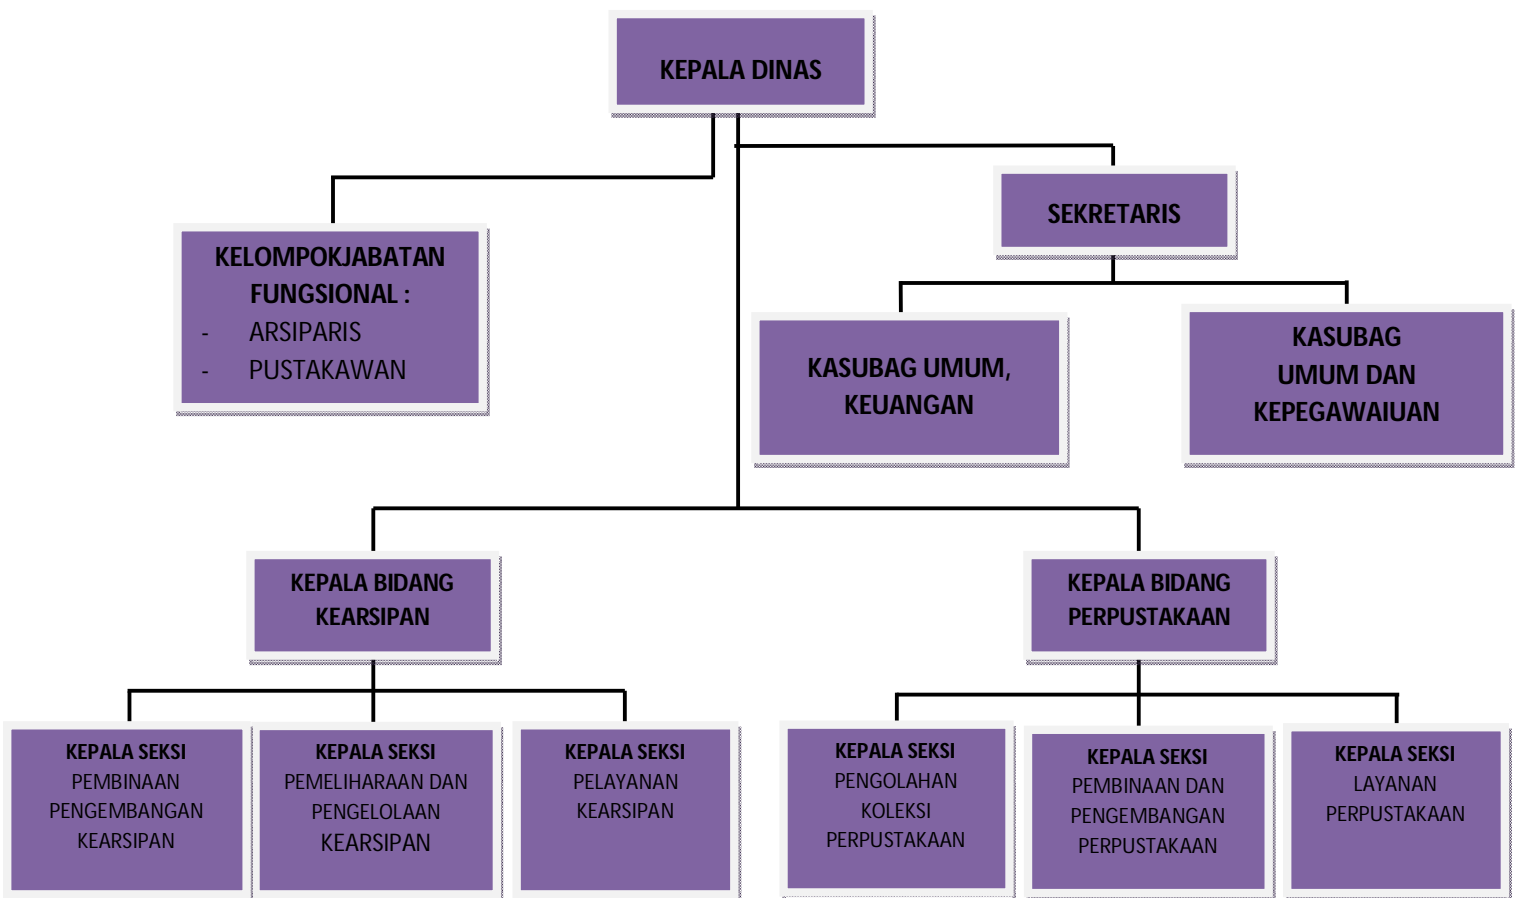 KEPALA DINAS
SEKRETARIS
KELOMPOKJABATAN
FUNGSIONAL :
- ARSIPARIS
- PUSTAKAWAN
KASUBAG UMUM,
KEUANGAN
KASUBAG
UMUM DAN
KEPEGAWAIUAN
KEPALA BIDANG
KEARSIPAN
KEPALA BIDANG
PERPUSTAKAAN
KEPALA SEKSI
PEMBINAAN
PENGEMBANGAN
KEARSIPAN
KEPALA SEKSI
PEMELIHARAAN DAN
PENGELOLAAN
KEARSIPAN
KEPALA SEKSI
PELAYANAN
KEARSIPAN
KEPALA SEKSI
PENGOLAHAN
KOLEKSI
PERPUSTAKAAN
KEPALA SEKSI
PEMBINAAN DAN
PENGEMBANGAN
PERPUSTAKAAN
KEPALA SEKSI
LAYANAN
PERPUSTAKAAN